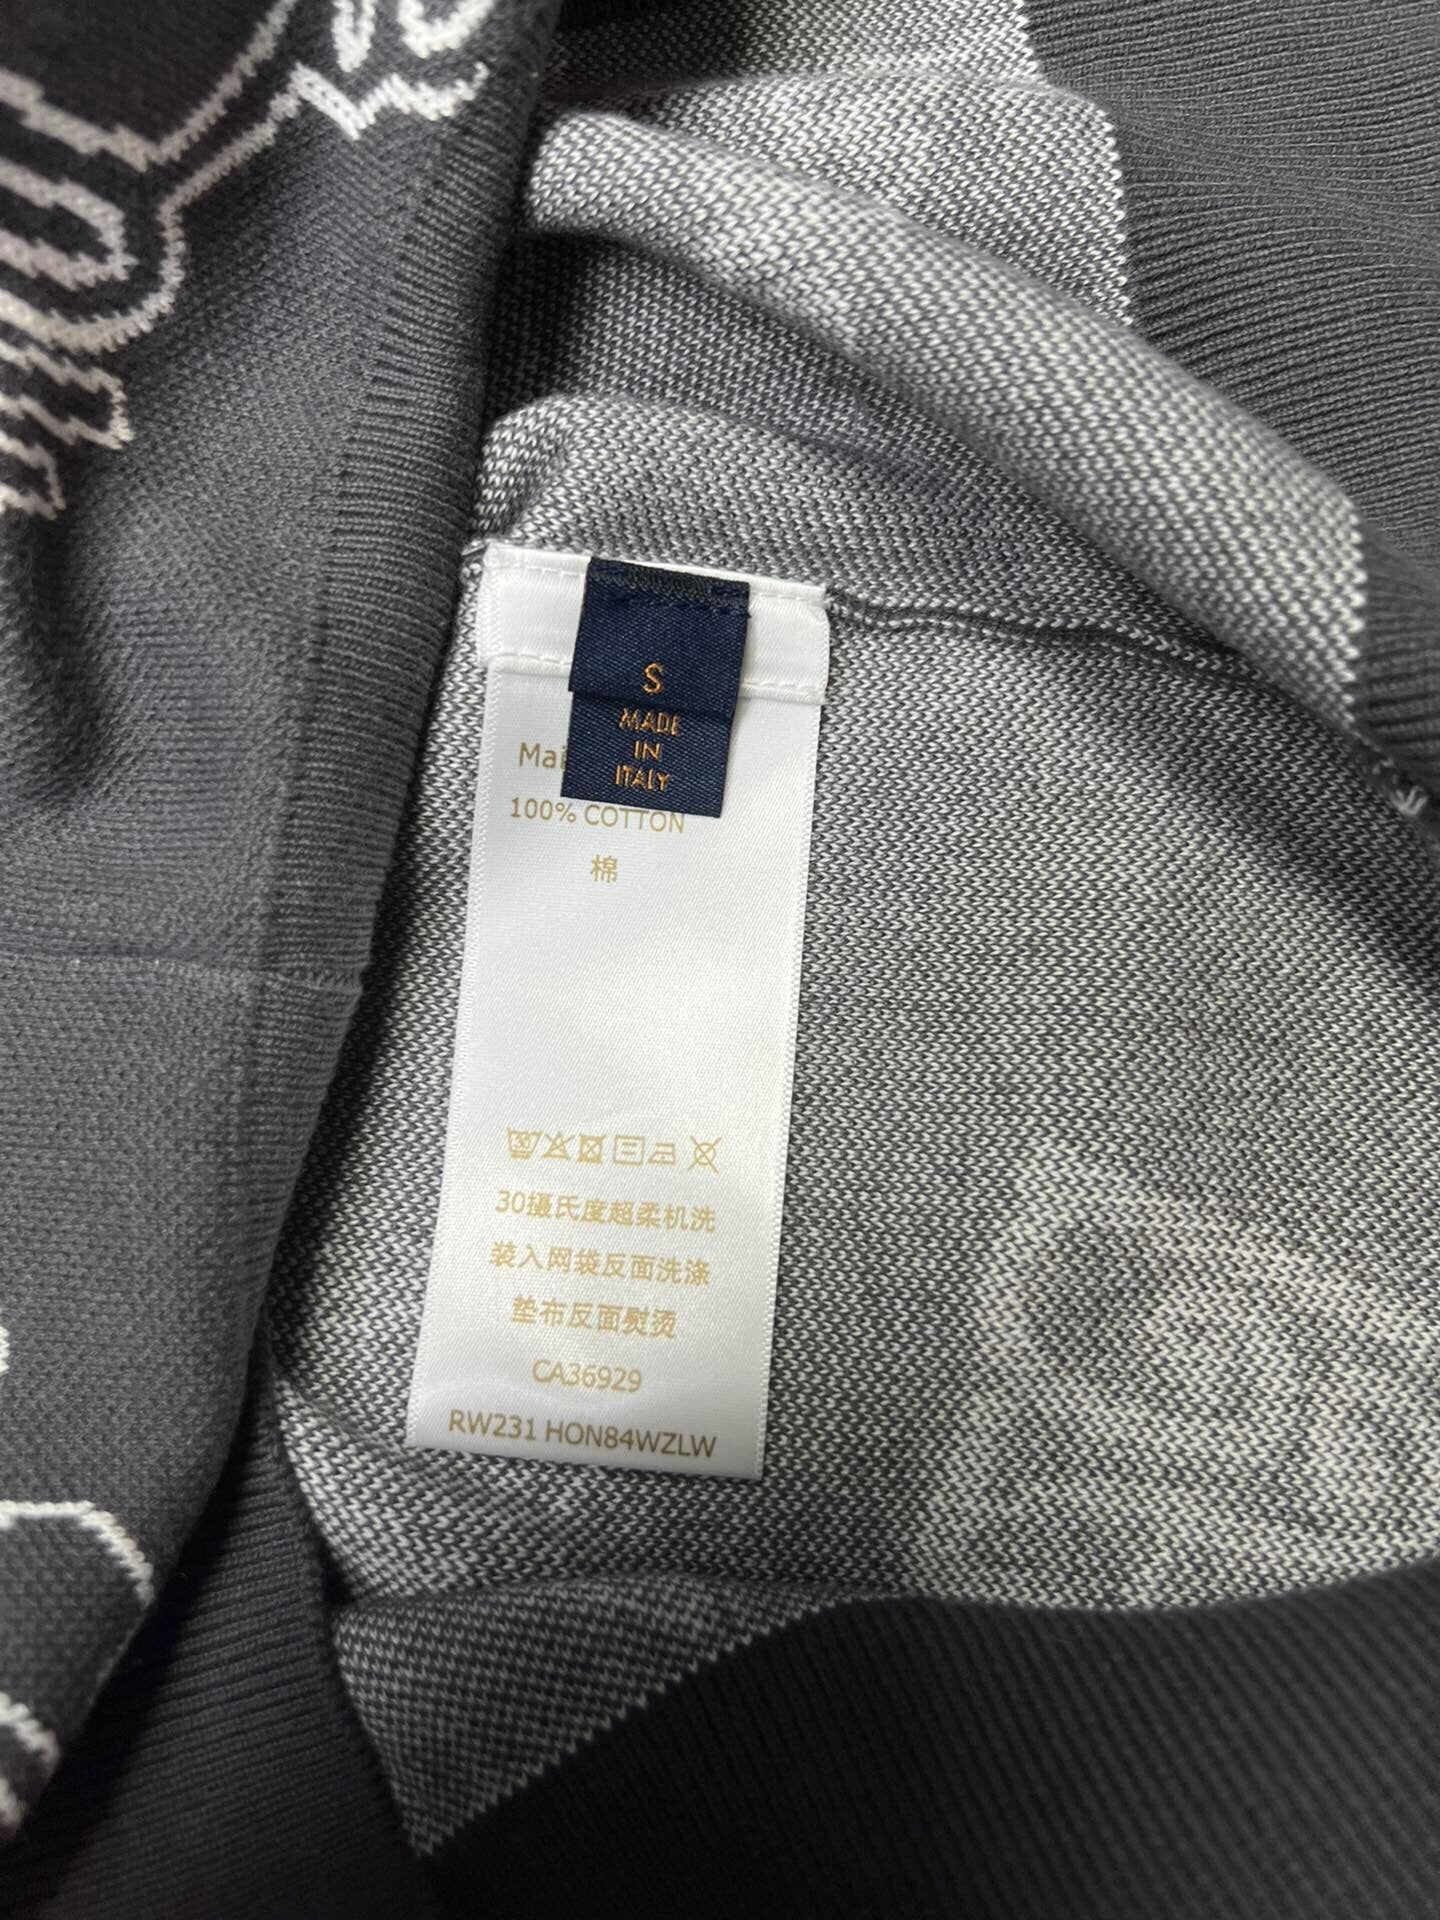 S
MADE
IN
ITALY
100% COTTON
棉
30
30摄氏度超柔机洗
装入网袋反面洗涤
垫布反面熨烫
CA36929
RW231 HON84WZLW